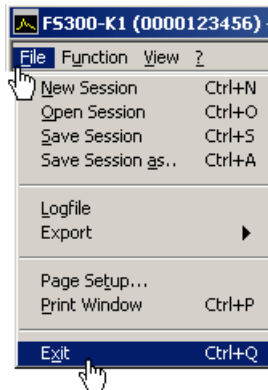 FS300-K1 (0000123456)
File Function View ?
New Session Ctrl+N
Open Session Ctrl+O
Save Session Ctrl+S
Save Session as.. Ctrl+A
Logfile
Export
Page Setup...
Print Window Ctrl+P
Exit Ctrl+Q